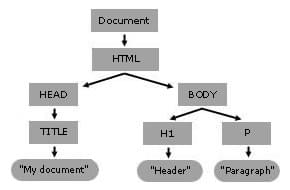 Document
HTML
HEAD BODY
TITLE H1 P
"My document" "Header" "Paragraph"